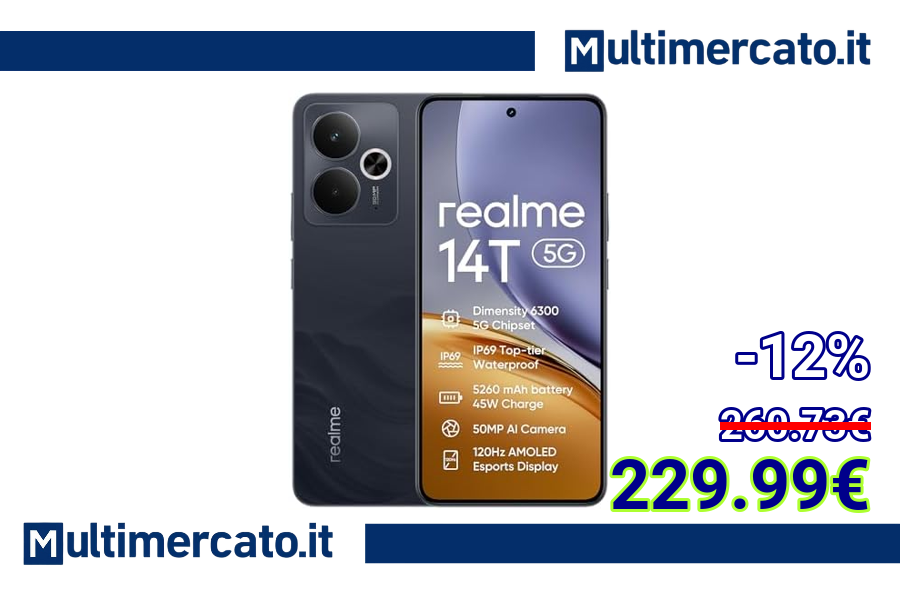 Multimercato.it
realme
14T 5G
Dimensity 6300
5G Chipset
IP69
IP69 Top-tier
Waterproof
5260 mAh battery
45W Charge
50MP AI Camera
120Hz AMOLED
Esports Display
realme
-12%
260.73€
229.99€
Multimercato.it